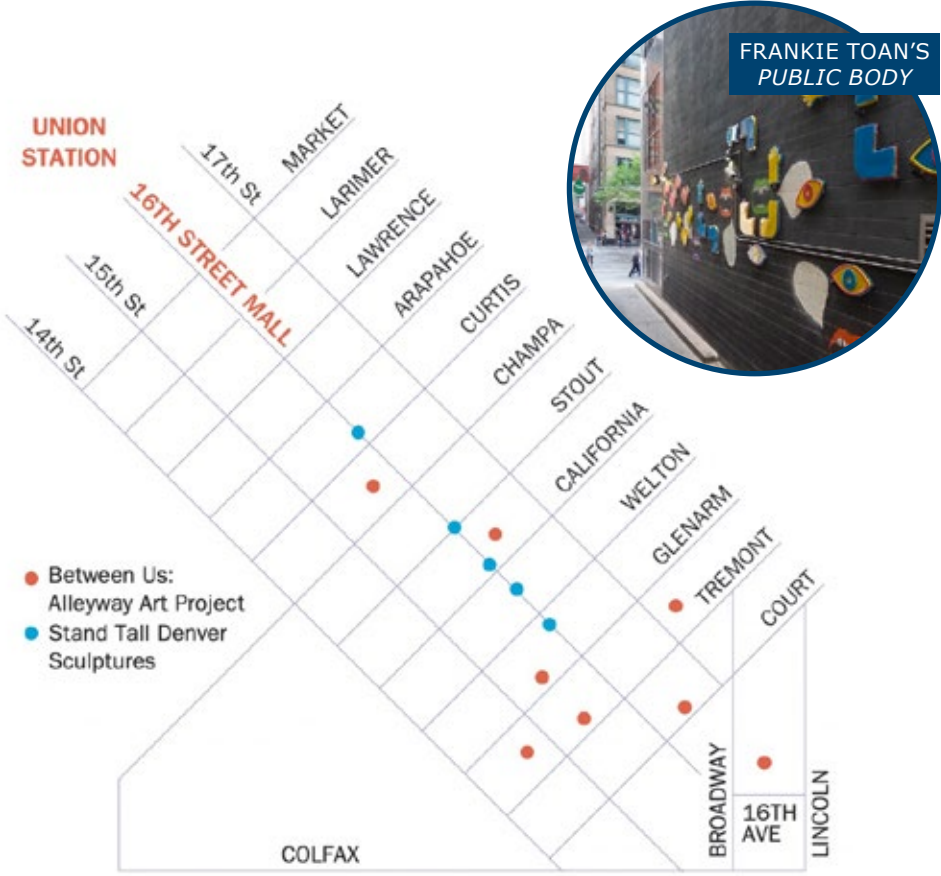 FRANKIE TOAN'S
PUBLIC BODY
UNION
STATION
17th St
16TH STREET MALL
15th St
14th St
MARKET
LARIMER
LAWRENCE
ARAPAHOE
CURTIS
CHAMPA
STOUT
CALIFORNIA
WELTON
GLENARM
TREMONT
COURT
Between Us:
Alleyway Art Project
Stand Tall Denver
Sculptures
BROADWAY
16TH
AVE
LINCOLN
COLFAX